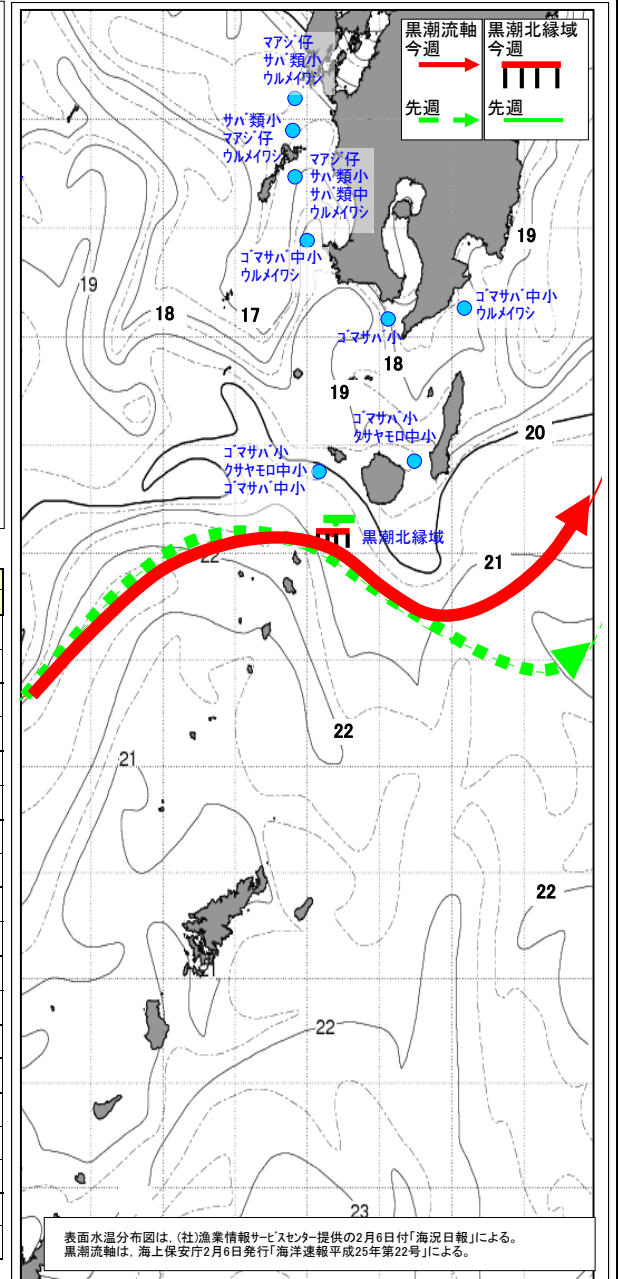 黒潮流軸
今週
先週
黒潮北縁域
今週
先週
マアジ仔
サバ類小
ウルメイワシ
サバ類小
マアジ仔
ウルメイワシ
マアジ仔
サバ類小
サバ類中
ウルメイワシ
19
ゴマサバ中小
ウルメイワシ
19
18
17
ゴマサバ中小
ウルメイワシ
ゴマサバ小
18
19
ゴマサバ小
クサヤモロ中小
20
ゴマサバ小
クサヤモロ中小
ゴマサバ中小
黒潮北縁域
22
21
22
21
22
21
22
23
表面水温分布図は、(社)漁業情報サービスセンター提供の2月6日付「海況日報」による。
黒潮流軸は、海上保安庁2月6日発行「海洋速報平成25年第22号」による。